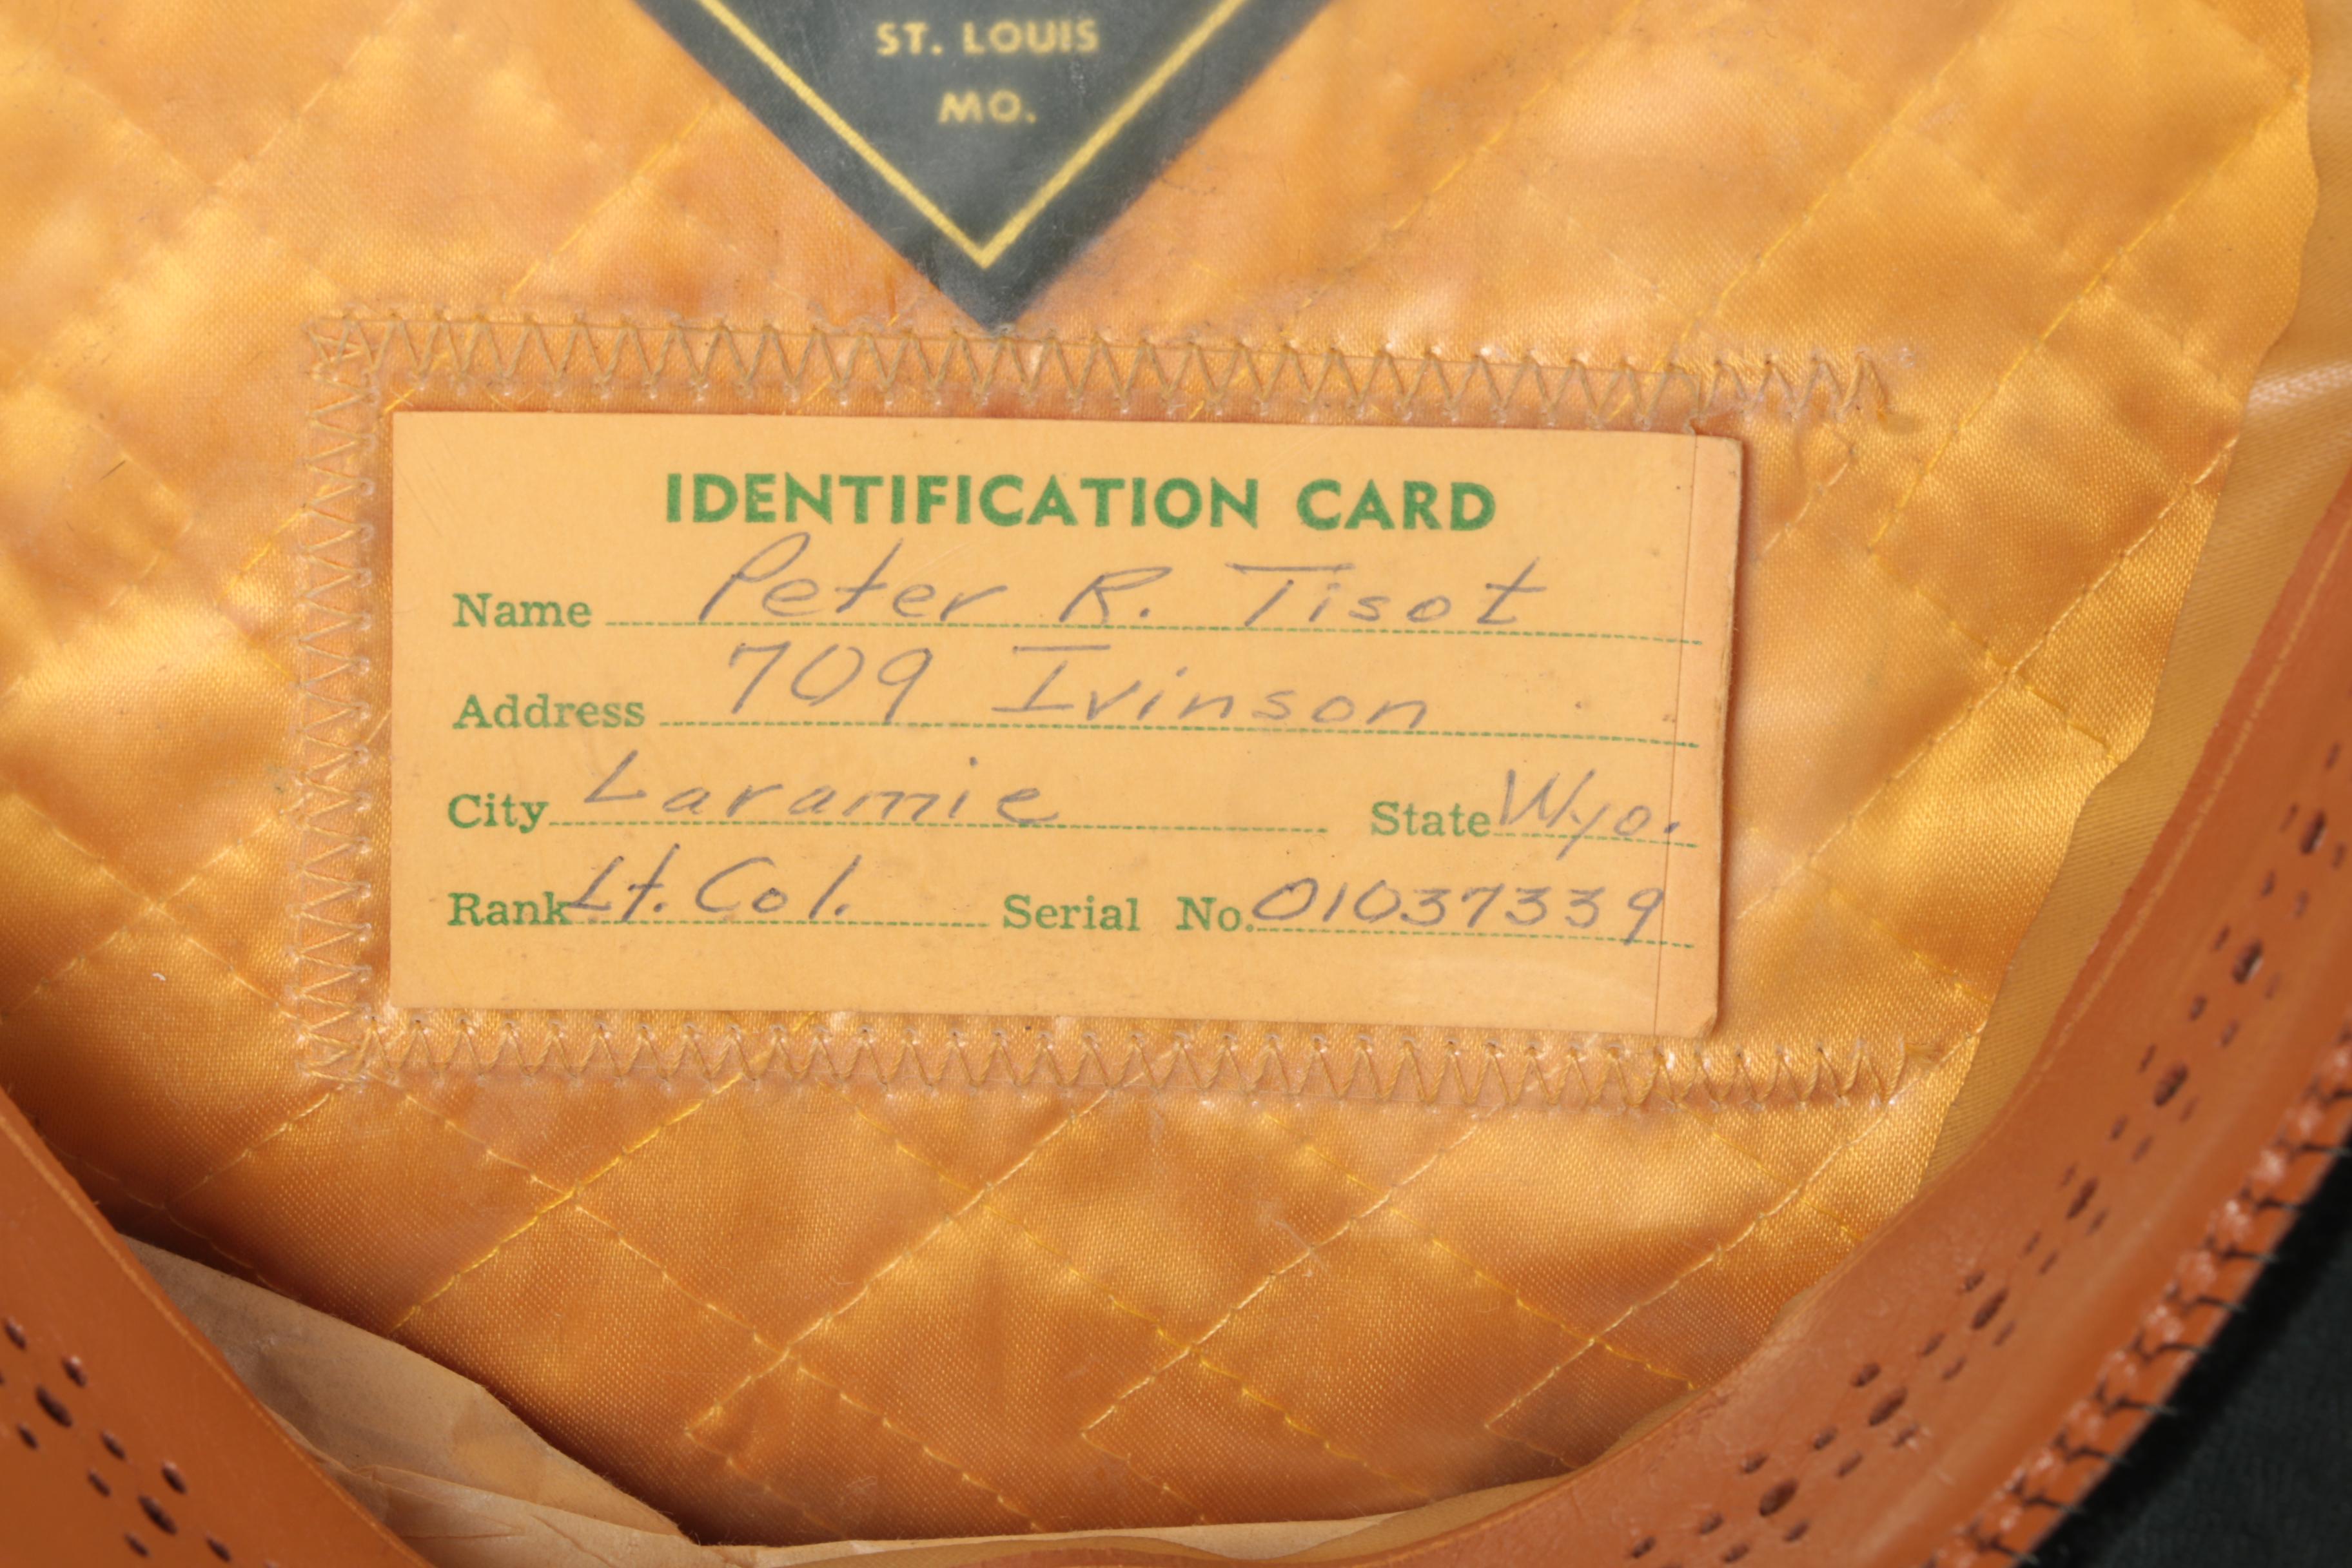 ST. LOUIS
MO.
IDENTIFICATION CARD
Name Peter R. Tisot
Address 709 Ivinson
City Laramie State Wyo.
Rank Lt. Col. Serial No. 01037339